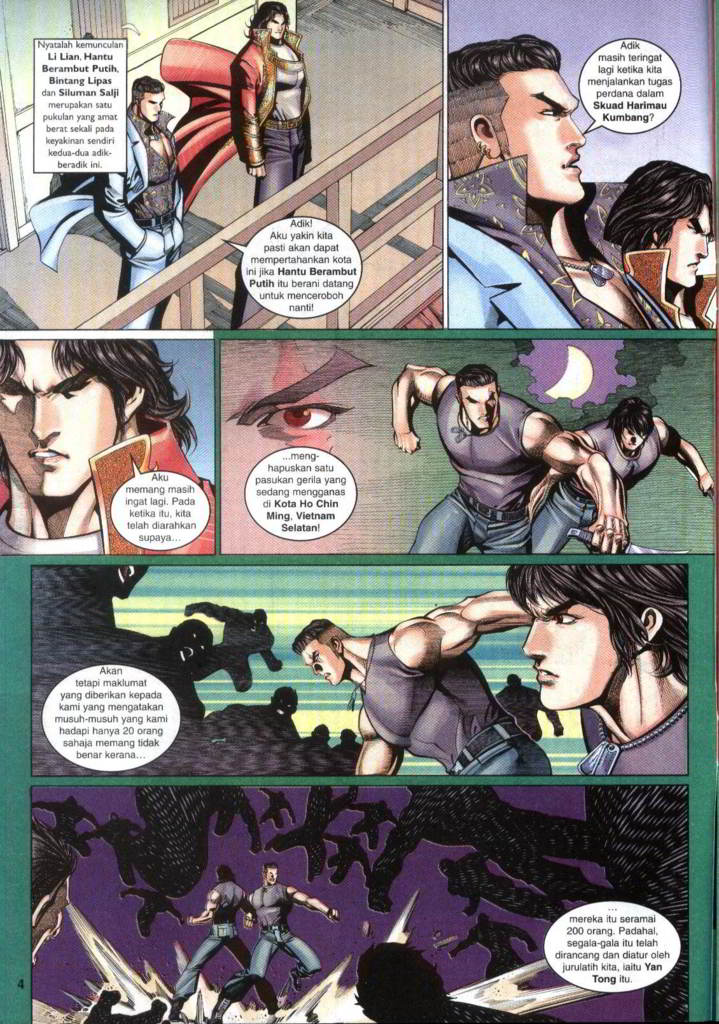 Nyatalah kemunculan
Li Lian, Hantu
Berambut Putih,
Bintang Lipas
dan Siluman Salji
merupakan satu
pukulan yang amat
berat sekali pada
keyakinan sendiri
kedua-dua adik-
beradik ini.
Adik!
Aku yakin kita
pasti akan dapat
mempertahankan kota
ini jika Hantu Berambut
Putih itu berani datang
untuk menceroboh
nanti!
Adik
masih teringat
lagi ketika kita
menjalankan tugas
perdana dalam
Skuad Harimau
Kumbang?
Aku
memang masih
ingat lagi. Pada
ketika itu, kita
telah diarahkan
supaya...
...meng-
hapuskan satu
pasukan gerila yang
sedang mengganas
di Kota Ho Chin
Ming, Vietnam
Selatan!
Akan
tetapi maklumat
yang diberikan kepada
kami yang mengatakan
musuh-musuh yang kami
hadapi hanya 20 orang
sahaja memang tidak
benar kerana...
...
mereka itu seramai
200 orang. Padahal,
segala-gala itu telah
dirancang dan diatur oleh
jurulatih kita, iaitu Yan
Tong itu.
4